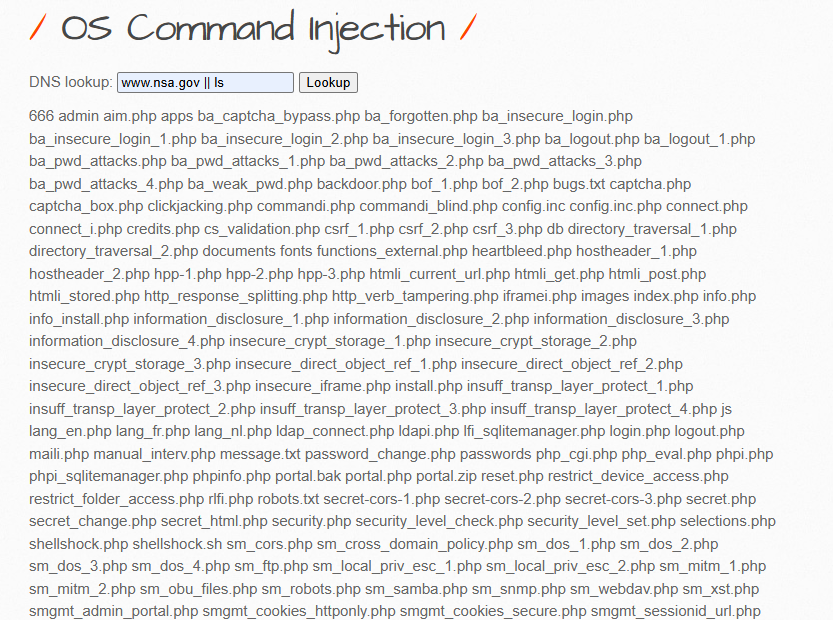 / OS Command Injection /
DNS lookup: www.nsa.gov || ls Lookup
666 admin aim.php apps ba_captcha_bypass.php ba_forgotten.php ba_insecure_login.php
ba_insecure_login_1.php ba_insecure_login_2.php ba_insecure_login_3.php ba_logout.php ba_logout_1.php
ba_pwd_attacks.php ba_pwd_attacks_1.php ba_pwd_attacks_2.php ba_pwd_attacks_3.php
ba_pwd_attacks_4.php ba_weak_pwd.php backdoor.php bof_1.php bof_2.php bugs.txt captcha.php
captcha_box.php clickjacking.php commandi.php commandi_blind.php config.inc config.inc.php connect.php
connect_i.php credits.php cs_validation.php csrf_1.php csrf_2.php csrf_3.php db directory_traversal_1.php
directory_traversal_2.php documents fonts functions_external.php heartbleed.php hostheader_1.php
hostheader_2.php hpp-1.php hpp-2.php hpp-3.php htmli_current_url.php htmli_get.php htmli_post.php
htmli_stored.php http_response_splitting.php http_verb_tampering.php iframei.php images index.php info.php
info_install.php information_disclosure_1.php information_disclosure_2.php information_disclosure_3.php
information_disclosure_4.php insecure_crypt_storage_1.php insecure_crypt_storage_2.php
insecure_crypt_storage_3.php insecure_direct_object_ref_1.php insecure_direct_object_ref_2.php
insecure_direct_object_ref_3.php insecure_iframe.php install.php insuff_transp_layer_protect_1.php
insuff_transp_layer_protect_2.php insuff_transp_layer_protect_3.php insuff_transp_layer_protect_4.php js
lang_en.php lang_fr.php lang_nl.php ldap_connect.php ldapi.php lfi_sqlitemanager.php login.php logout.php
maili.php manual_interv.php message.txt password_change.php passwords php_cgi.php php_eval.php phpi.php
phpi_sqlitemanager.php phpinfo.php portal.bak portal.php portal.zip reset.php restrict_device_access.php
restrict_folder_access.php rlfi.php robots.txt secret-cors-1.php secret-cors-2.php secret-cors-3.php secret.php
secret_change.php secret_html.php security.php security_level_check.php security_level_set.php selections.php
shellshock.php shellshock.sh sm_cors.php sm_cross_domain_policy.php sm_dos_1.php sm_dos_2.php
sm_dos_3.php sm_dos_4.php sm_ftp.php sm_local_priv_esc_1.php sm_local_priv_esc_2.php sm_mitm_1.php
sm_mitm_2.php sm_obu_files.php sm_robots.php sm_samba.php sm_snmp.php sm_webdav.php sm_xst.php
smgmt_admin_portal.php smgmt_cookies_httponly.php smgmt_cookies_secure.php smgmt_sessionid_url.php